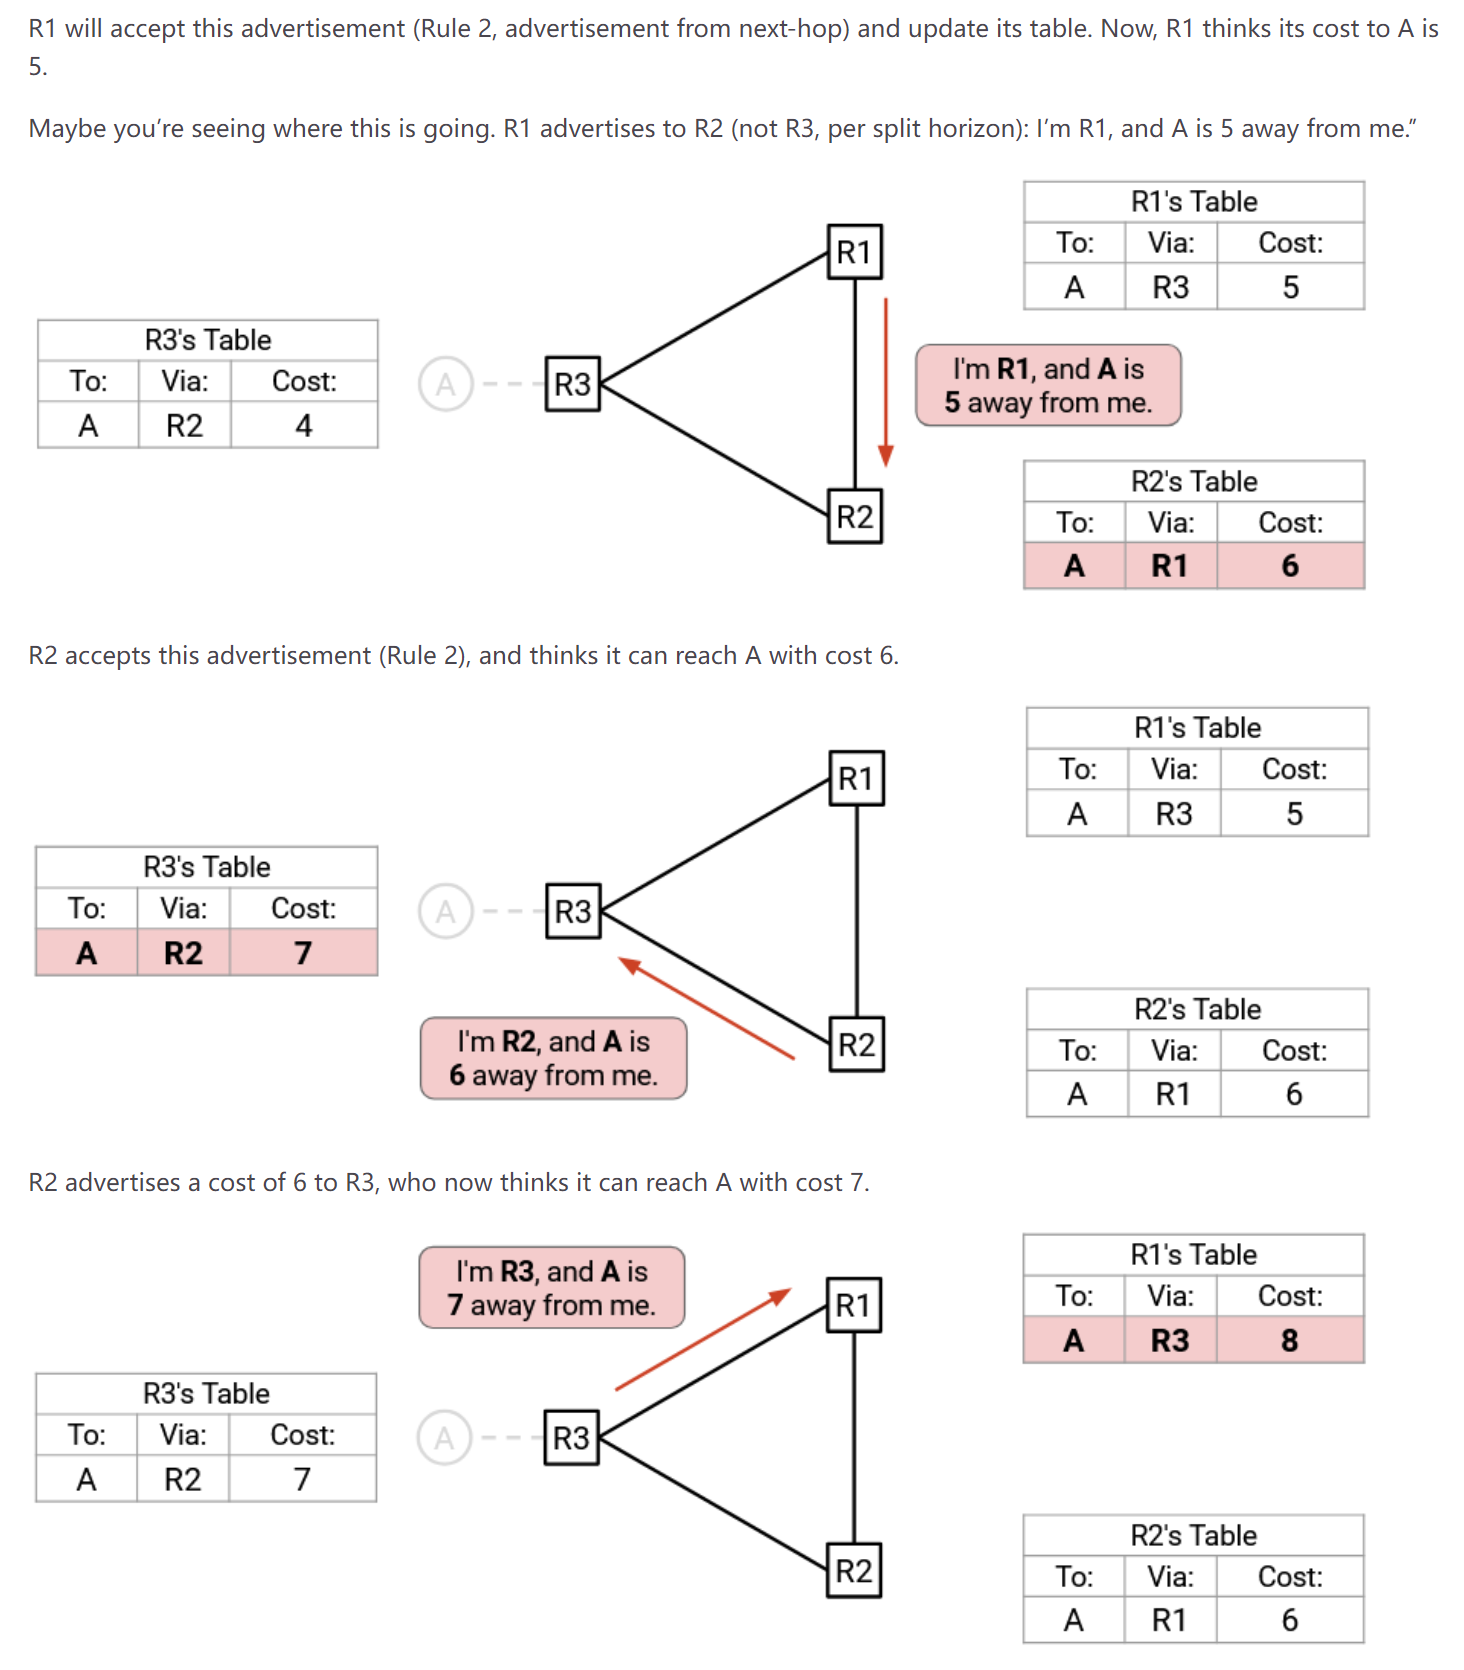 R1 will accept this advertisement (Rule 2, advertisement from next-hop) and update its table. Now, R1 thinks its cost to A is
5.
Maybe you’re seeing where this is going. R1 advertises to R2 (not R3, per split horizon): I’m R1, and A is 5 away from me.”
R1's Table
To: Via: Cost:
A R3 5
R1
R3's Table
To: Via: Cost:
A R2 4
A
R3
I'm R1, and A is
5 away from me.
R2
R2's Table
To: Via: Cost:
A R1 6
R2 accepts this advertisement (Rule 2), and thinks it can reach A with cost 6.
R1's Table
To: Via: Cost:
A R3 5
R1
R3's Table
To: Via: Cost:
A R2 7
A
R3
I'm R2, and A is
6 away from me.
R2
R2's Table
To: Via: Cost:
A R1 6
R2 advertises a cost of 6 to R3, who now thinks it can reach A with cost 7.
I'm R3, and A is
7 away from me.
R1
R1's Table
To: Via: Cost:
A R3 8
R3's Table
To: Via: Cost:
A R2 7
A
R3
R2
R2's Table
To: Via: Cost:
A R1 6